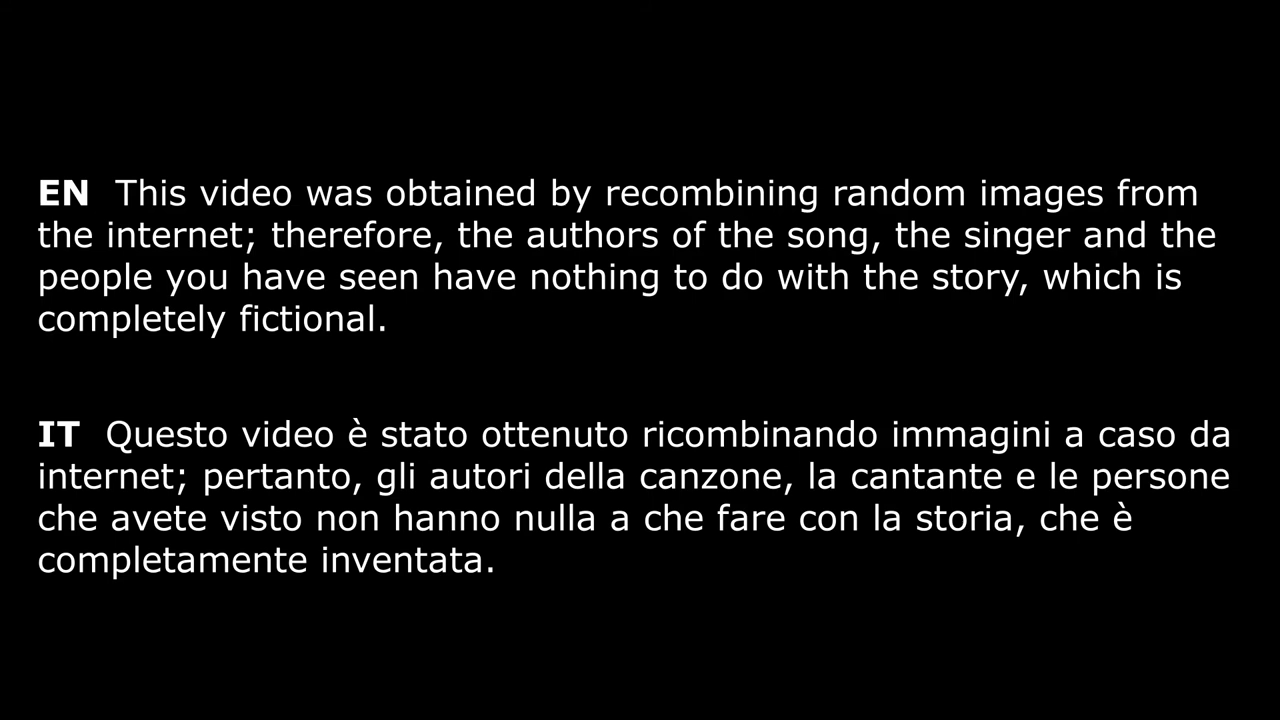 EN This video was obtained by recombining random images from
the internet; therefore, the authors of the song, the singer and the
people you have seen have nothing to do with the story, which is
completely fictional.
IT Questo video è stato ottenuto ricombinando immagini a caso da
internet; pertanto, gli autori della canzone, la cantante e le persone
che avete visto non hanno nulla a che fare con la storia, che è
completamente inventata.